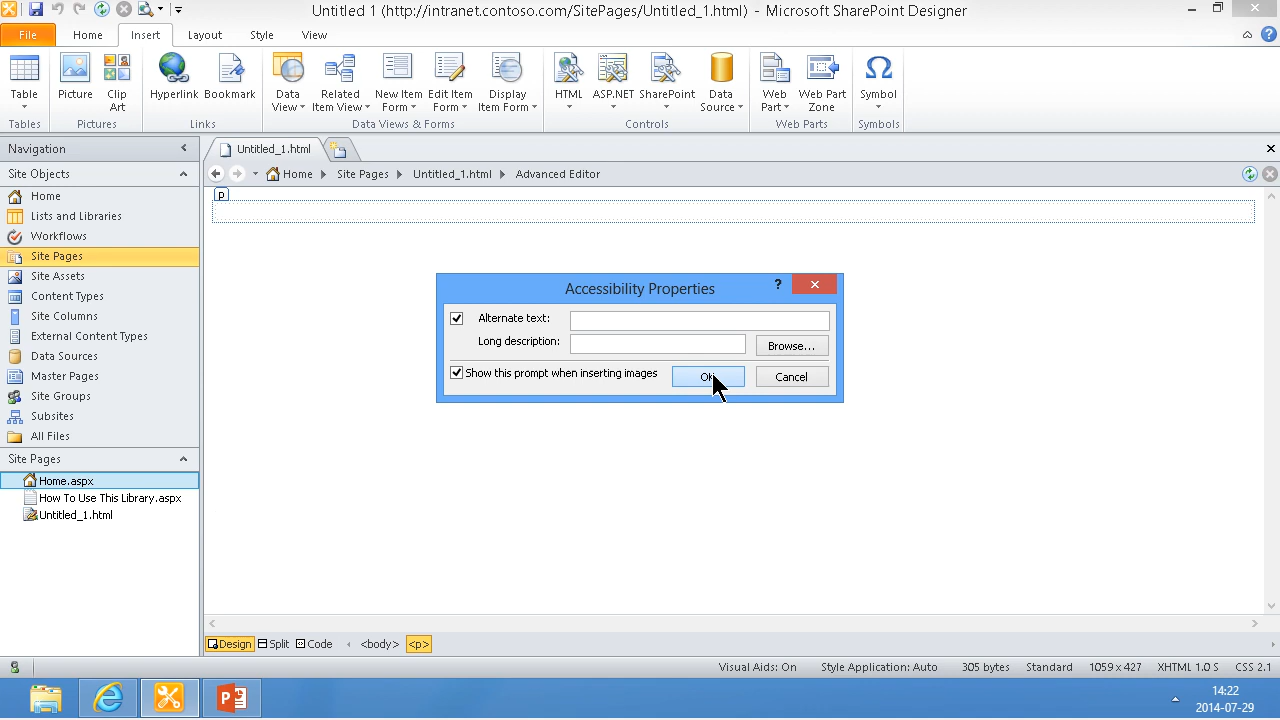 Untitled 1 (http://intranet.contoso.com/SitePages/Untitled_1.html) - Microsoft SharePoint Designer
File Home Insert Layout Style View
Table Picture Clip Art Hyperlink Bookmark Data View Related Item View New Item Form Edit Item Form Display Item Form HTML ASP.NET SharePoint Data Source Web Part Web Part Zone Symbol
Tables Pictures Links Data Views & Forms Controls Web Parts Symbols
Navigation
Untitled_1.html
Site Objects
Home Site Pages Untitled_1.html Advanced Editor
p
Home
Lists and Libraries
Workflows
Site Pages
Site Assets
Content Types
Site Columns
External Content Types
Data Sources
Master Pages
Site Groups
Subsites
All Files
Site Pages
Home.aspx
How To Use This Library.aspx
Untitled_1.html
Accessibility Properties ?
Alternate text:
Long description:
Browse...
Show this prompt when inserting images
Cancel
Design Split Code <body> <p>
Visual Aids: On Style Application: Auto 305 bytes Standard 1059 x 427 XHTML 1.0 S CSS 2.1
14:22
2014-07-29